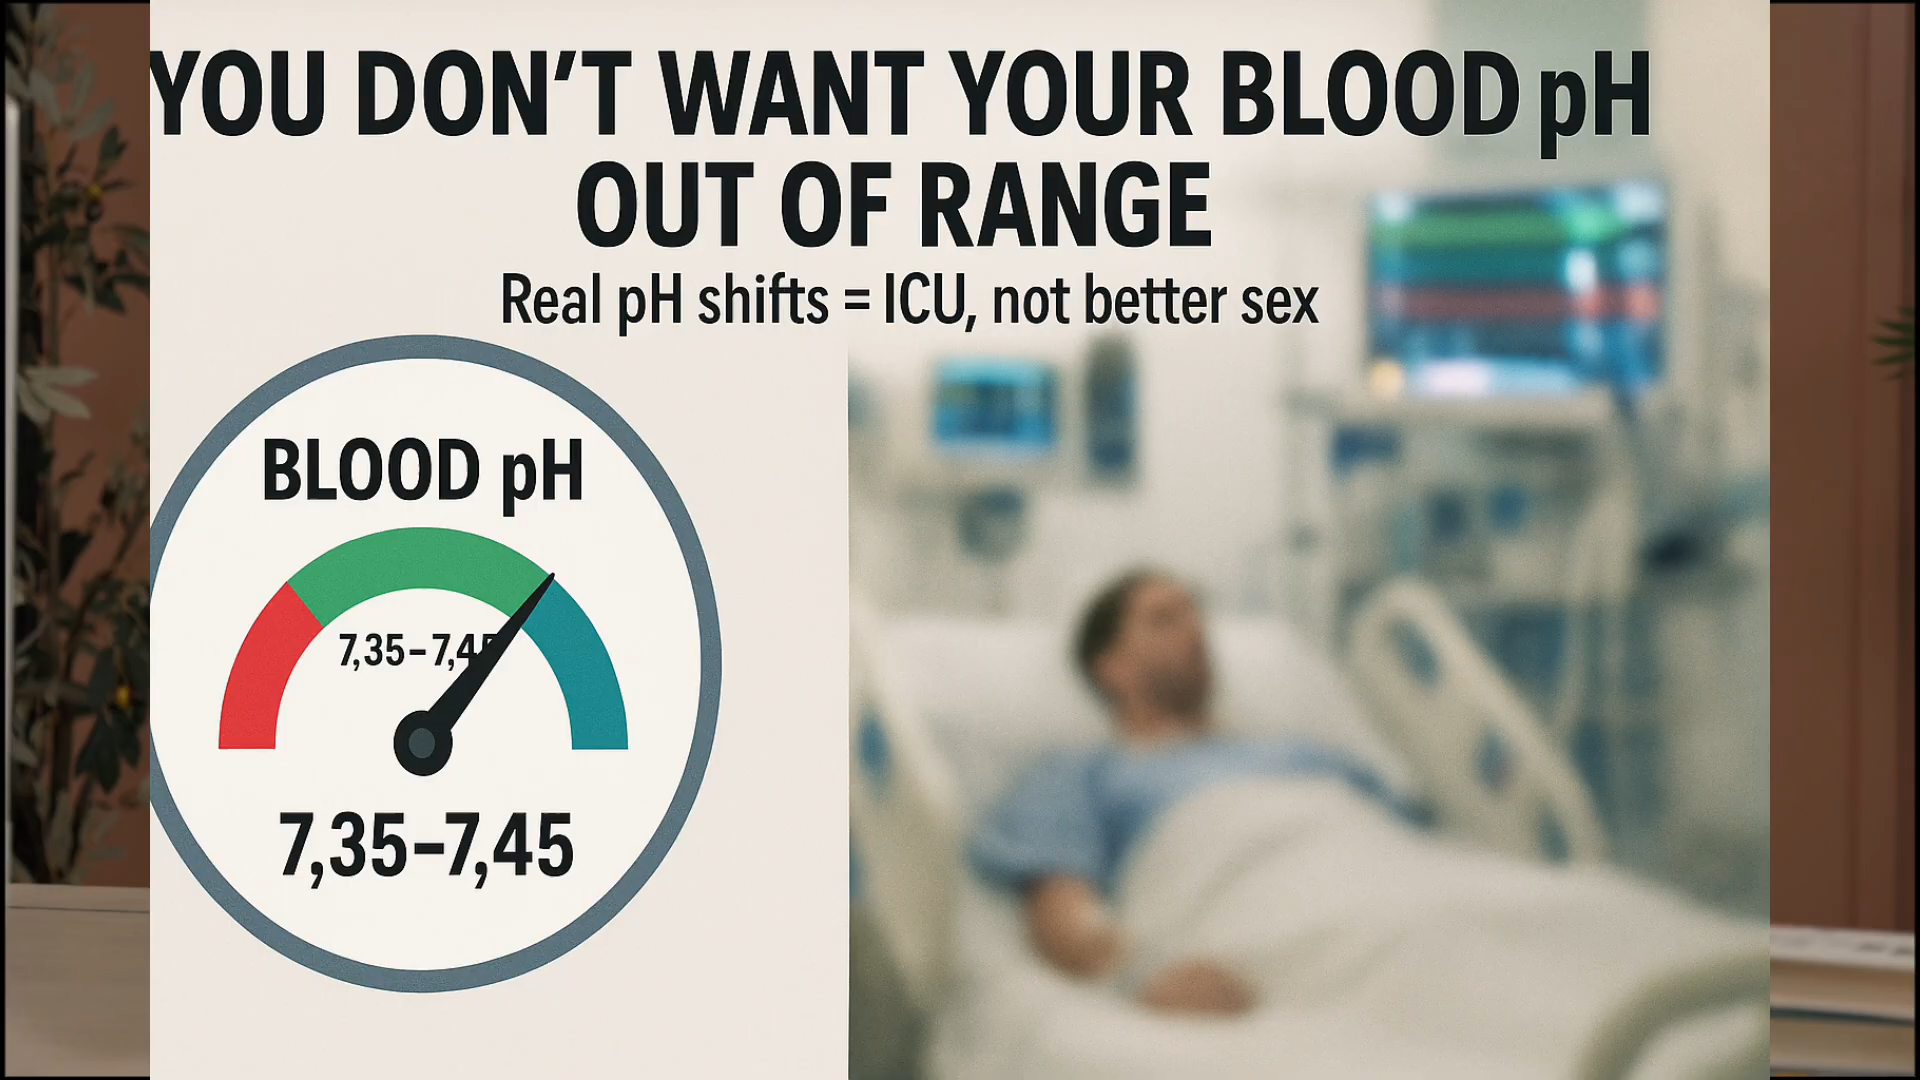 YOU DON'T WANT YOUR BLOOD pH
OUT OF RANGE
Real pH shifts = ICU, not better sex
BLOOD pH
7,35–7,45
7,35–7,45